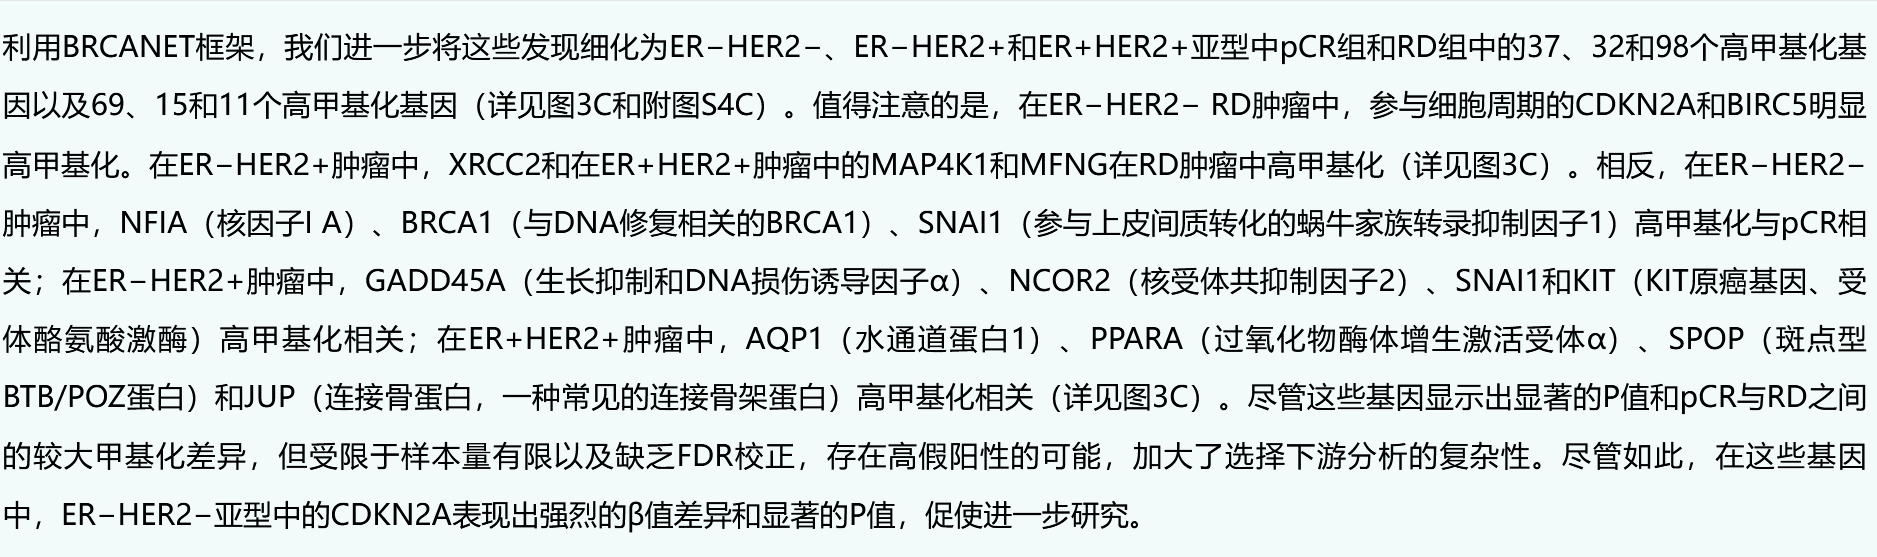 利用BRCANET框架，我们进一步将这些发现细化为ER−HER2−、ER−HER2+和ER+HER2+亚型中pCR组和RD组中的37、32和98个高甲基化基
因以及69、15和11个高甲基化基因（详见图3C和附图S4C）。值得注意的是，在ER−HER2− RD肿瘤中，参与细胞周期的CDKN2A和BIRC5明显
高甲基化。在ER−HER2+肿瘤中，XRCC2和在ER+HER2+肿瘤中的MAP4K1和MFNG在RD肿瘤中高甲基化（详见图3C）。相反，在ER−HER2−
肿瘤中，NFIA（核因子I A）、BRCA1（与DNA修复相关的BRCA1）、SNAI1（参与上皮间质转化的蜗牛家族转录抑制因子1）高甲基化与pCR相
关；在ER−HER2+肿瘤中，GADD45A（生长抑制和DNA损伤诱导因子α）、NCOR2（核受体共抑制因子2）、SNAI1和KIT（KIT原癌基因、受
体酪氨酸激酶）高甲基化相关；在ER+HER2+肿瘤中，AQP1（水通道蛋白1）、PPARA（过氧化物酶体增生激活受体α）、SPOP（斑点型
BTB/POZ蛋白）和JUP（连接骨蛋白，一种常见的连接骨架蛋白）高甲基化相关（详见图3C）。尽管这些基因显示出显著的P值和pCR与RD之间
的较大甲基化差异，但受限于样本量有限以及缺乏FDR校正，存在高假阳性的可能，加大了选择下游分析的复杂性。尽管如此，在这些基因
中，ER−HER2−亚型中的CDKN2A表现出强烈的β值差异和显著的P值，促使进一步研究。